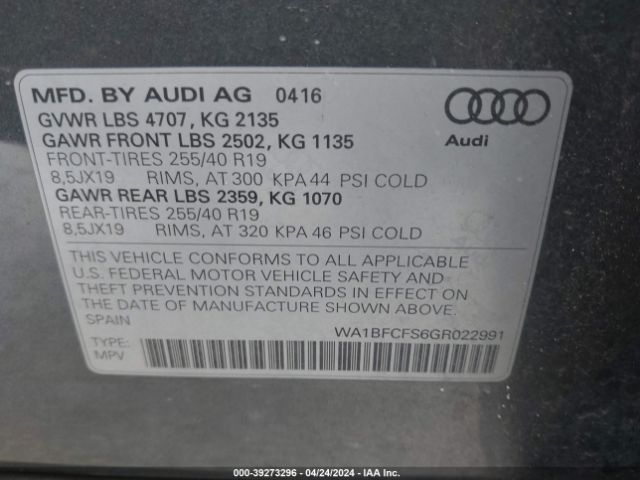 MFD. BY AUDI AG 0416
GVWR LBS 4707, KG 2135
GAWR FRONT LBS 2502, KG 1135
FRONT-TIRES 255/40 R19
8,5JX19 RIMS, AT 300 KPA 44 PSI COLD
GAWR REAR LBS 2359, KG 1070
REAR-TIRES 255/40 R19
8,5JX19 RIMS, AT 320 KPA 46 PSI COLD
Audi
THIS VEHICLE CONFORMS TO ALL APPLICABLE
U.S. FEDERAL MOTOR VEHICLE SAFETY AND
THEFT PREVENTION STANDARDS IN EFFECT ON
THE DATE OF MANUFACTURE SHOWN ABOVE.
SPAIN
WA1BFCFS6GR022991
TYPE:
MPV
000-39273296 - 04/24/2024 - IAA Inc.